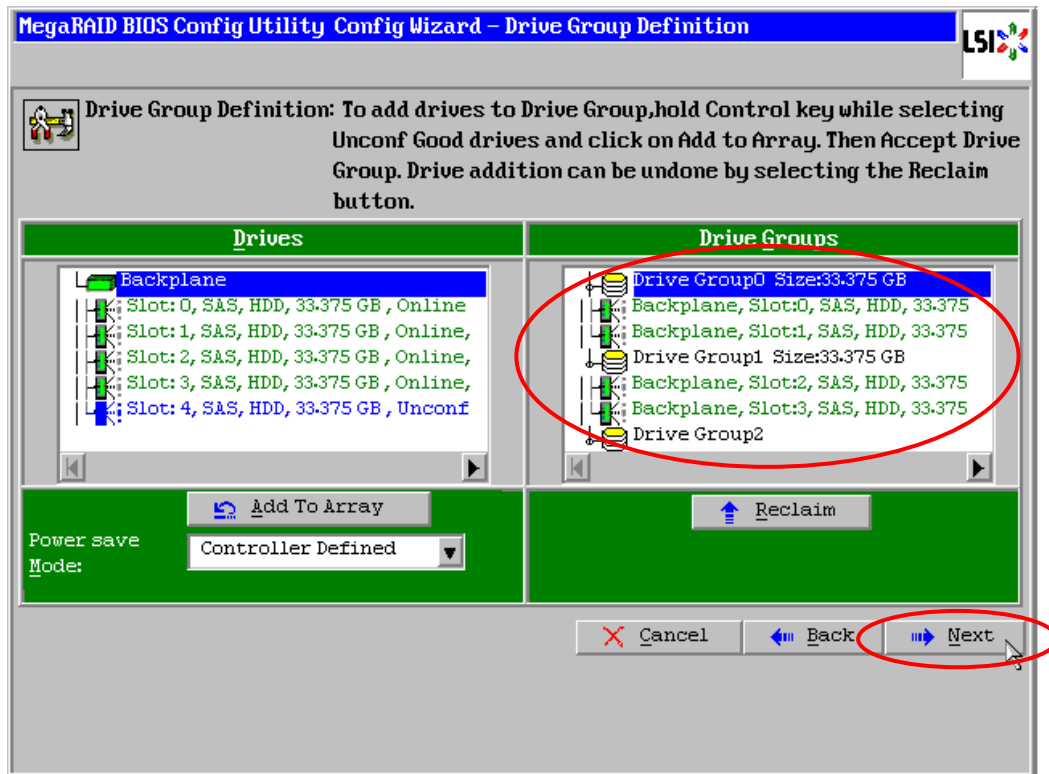 MegaRAID BIOS Config Utility Config Wizard – Drive Group Definition
LSI
Drive Group Definition: To add drives to Drive Group,hold Control key while selecting
Unconf Good drives and click on Add to Array. Then Accept Drive
Group. Drive addition can be undone by selecting the Reclaim
button.
Drives
Backplane
Slot: 0, SAS, HDD, 33.375 GB , Online
Slot: 1, SAS, HDD, 33.375 GB , Online,
Slot: 2, SAS, HDD, 33.375 GB , Online,
Slot: 3, SAS, HDD, 33.375 GB , Online,
Slot: 4, SAS, HDD, 33.375 GB , Unconf
Add To Array
Power save
Mode:
Controller Defined
Drive Groups
Drive Group0 Size:33.375 GB
Backplane, Slot:0, SAS, HDD, 33.375
Backplane, Slot:1, SAS, HDD, 33.375
Drive Group1 Size:33.375 GB
Backplane, Slot:2, SAS, HDD, 33.375
Backplane, Slot:3, SAS, HDD, 33.375
Drive Group2
Reclaim
Cancel
Back
Next